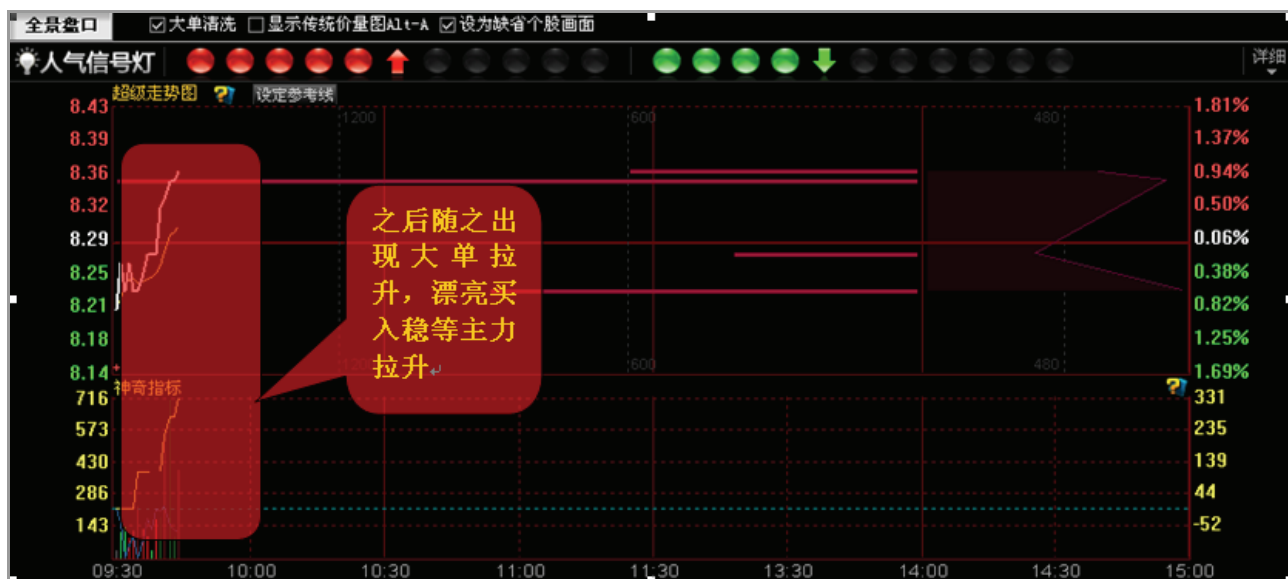 全景盘口 大单清洗 显示传统价量图Alt-A 设为缺省个股画面
人气信号灯 详细
超级走势图 设定参考线
8.43 1.81%
1200 600 480
8.39 1.37%
8.36 0.94%
8.32 0.50%
8.29 0.06%
8.25 0.38%
8.21 0.82%
8.18 1.25%
8.14 1.69%
之后随之出
现大单拉
升，漂亮买
入稳等主力
拉升
1200 600 480
神奇指标
716 331
573 235
430 139
286 44
143 -52
09:30 10:00 10:30 11:00 11:30 13:30 14:00 14:30 15:00